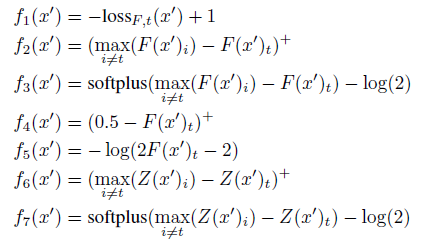 f₁(x′) = −loss_{F,t}(x′) + 1
f₂(x′) = (max_{i≠t}(F(x′)ᵢ) − F(x′)ₜ)⁺
f₃(x′) = softplus(max_{i≠t}(F(x′)ᵢ) − F(x′)ₜ) − log(2)
f₄(x′) = (0.5 − F(x′)ₜ)⁺
f₅(x′) = − log(2F(x′)ₜ − 2)
f₆(x′) = (max_{i≠t}(Z(x′)ᵢ) − Z(x′)ₜ)⁺
f₇(x′) = softplus(max_{i≠t}(Z(x′)ᵢ) − Z(x′)ₜ) − log(2)